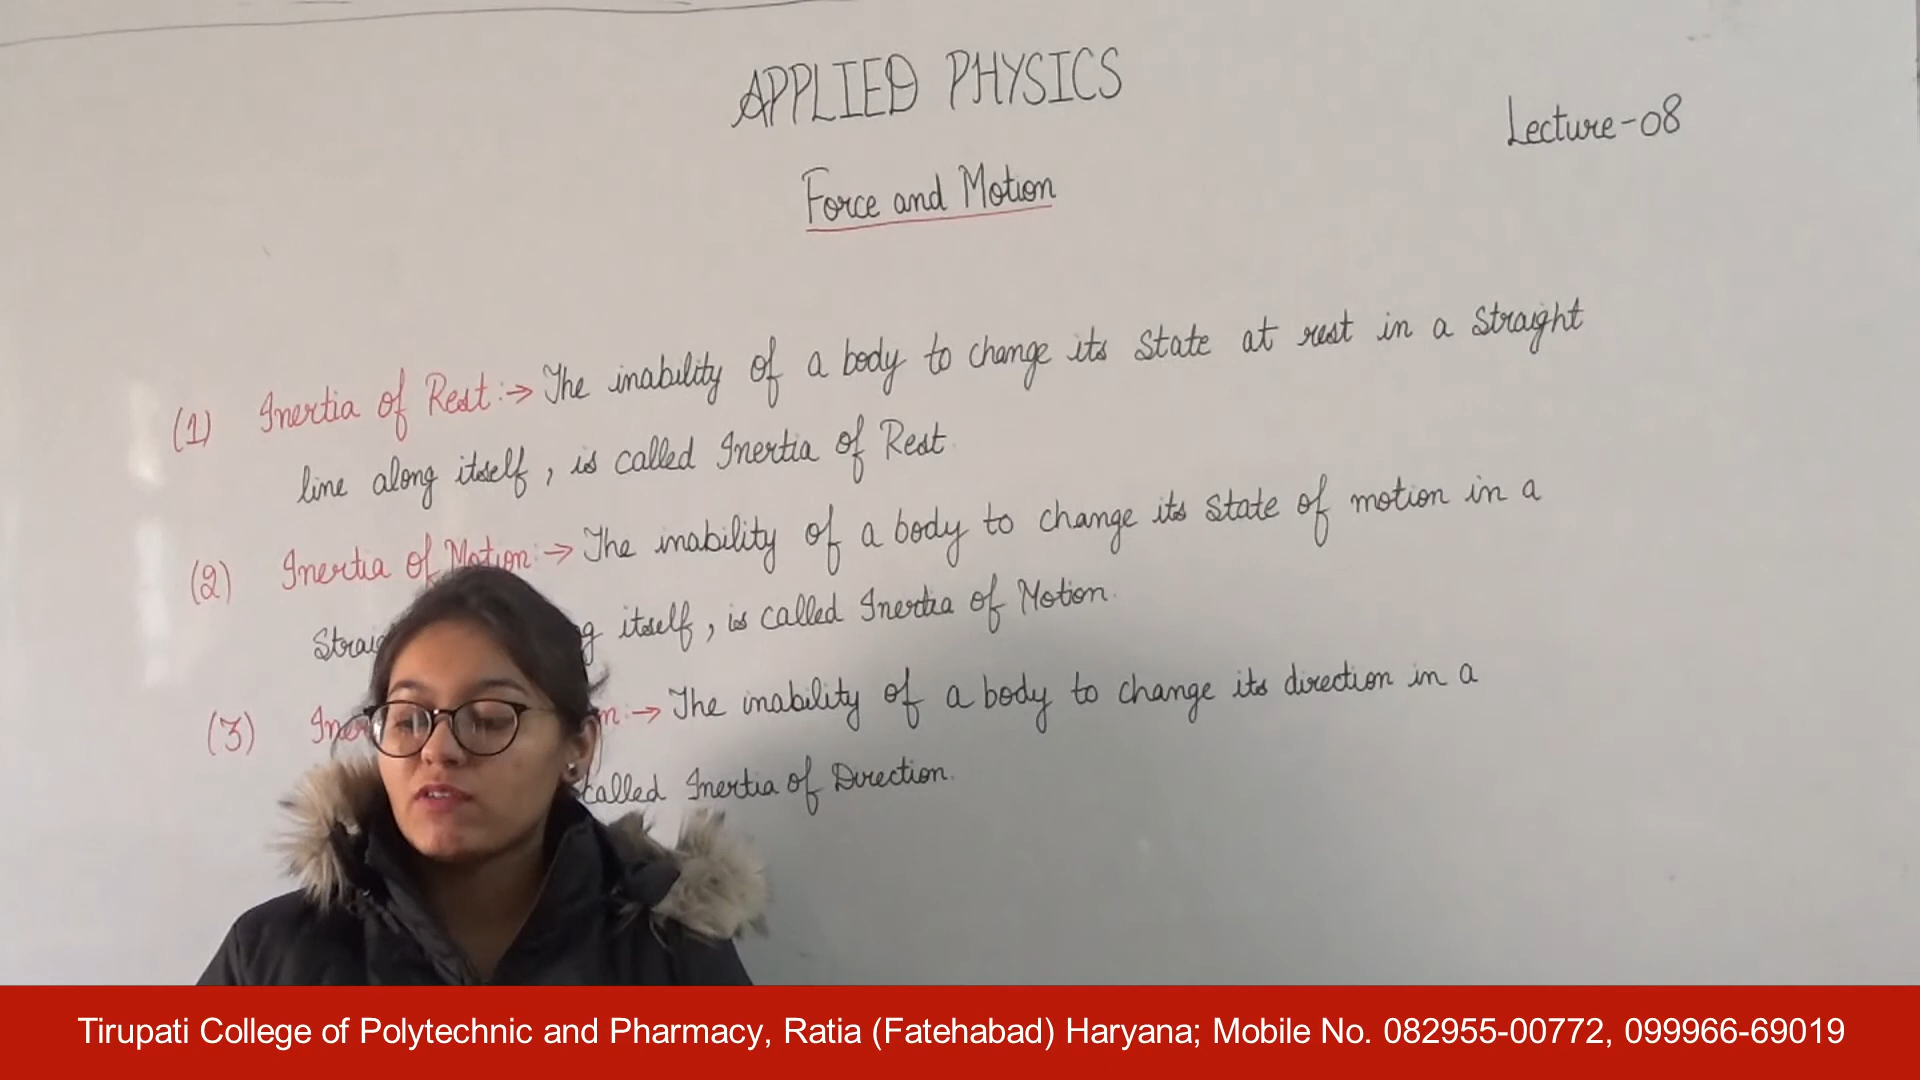 APPLIED PHYSICS
Lecture-08
Force and Motion
(1) Inertia of Rest:→ The inability of a body to change its state at rest in a straight
line along itself, is called Inertia of Rest
(2) Inertia of Motion:→ The inability of a body to change its state of motion in a
itself, is called Inertia of Motion.
(3) :→ The inability of a body to change its direction in a
called Inertia of Direction.
Tirupati College of Polytechnic and Pharmacy, Ratia (Fatehabad) Haryana; Mobile No. 082955-00772, 099966-69019